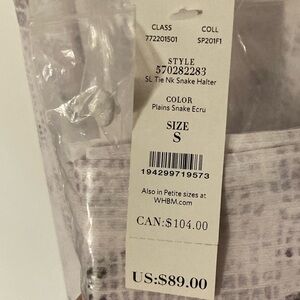 CLASS COLL
772201501 SP201F1
STYLE
570282283
SL Tie Nk Snake Halter
COLOR
Plains Snake Ecru
SIZE
S
194299719573
Also in Petite sizes at
WHBM.com
CAN:$104.00
US:$89.00